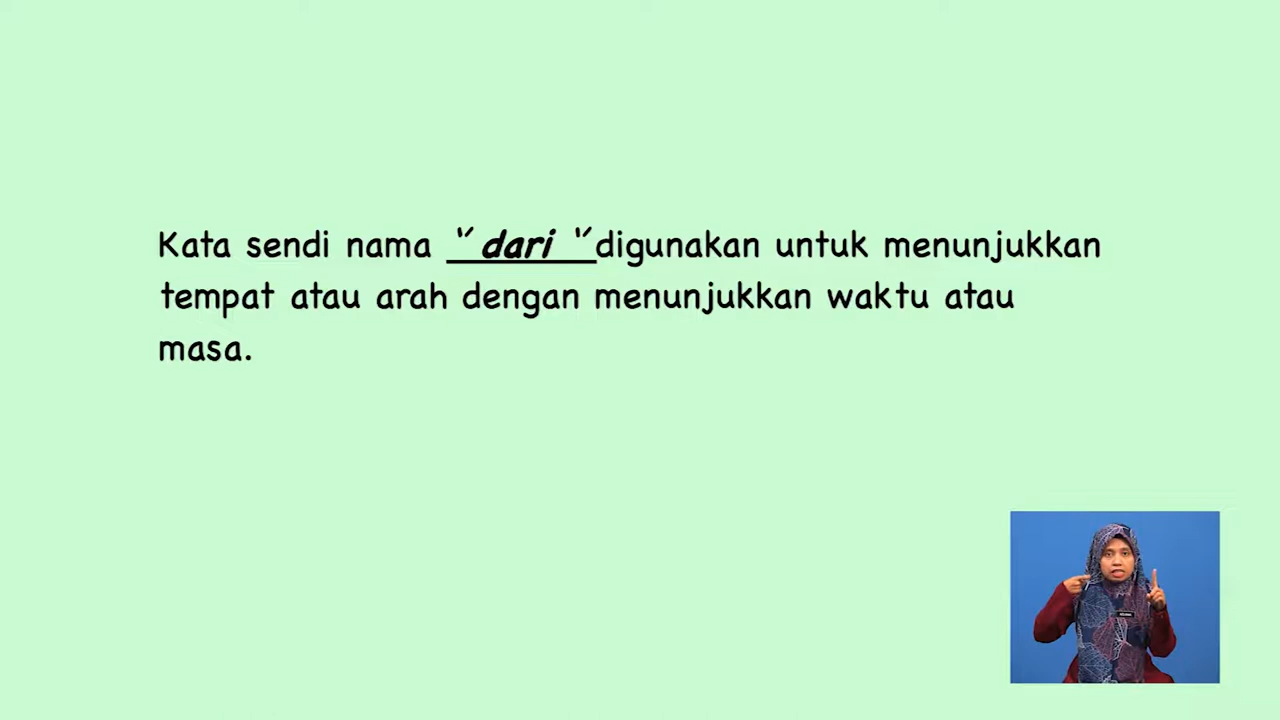 Kata sendi nama “ dari “digunakan untuk menunjukkan
tempat atau arah dengan menunjukkan waktu atau
masa.